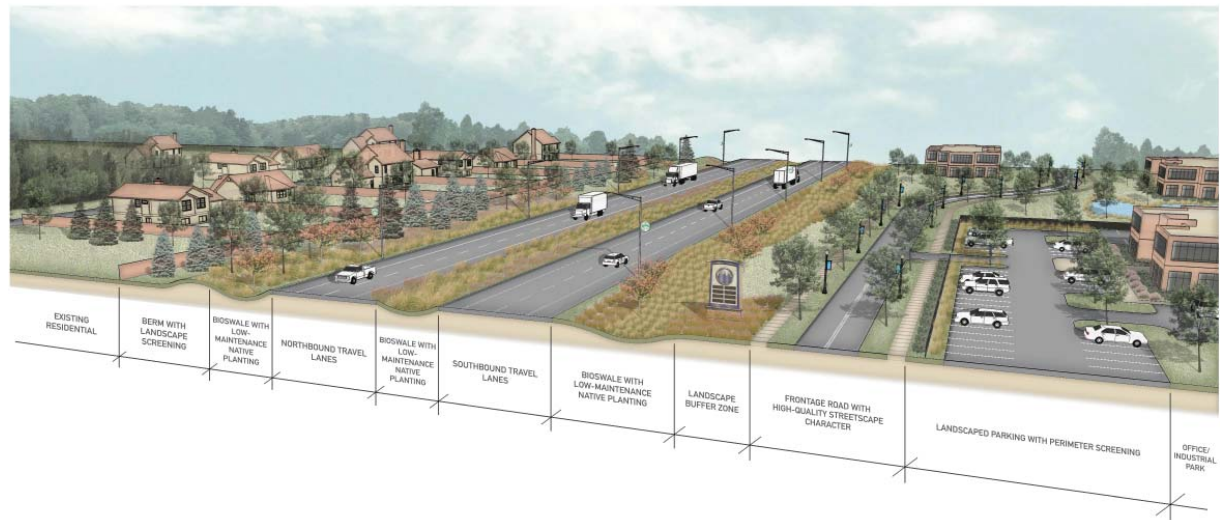 EXISTING
RESIDENTIAL
BERM WITH
LANDSCAPE
SCREENING
BIOSWALE WITH
LOW-
MAINTENANCE
NATIVE
PLANTING
NORTHBOUND TRAVEL
LANES
BIOSWALE WITH
LOW-
MAINTENANCE
NATIVE
PLANTING
SOUTHBOUND TRAVEL
LANES
BIOSWALE WITH
LOW-MAINTENANCE
NATIVE PLANTING
LANDSCAPE
BUFFER ZONE
FRONTAGE ROAD WITH
HIGH-QUALITY STREETSCAPE
CHARACTER
LANDSCAPED PARKING WITH PERIMETER SCREENING
OFFICE/
INDUSTRIAL
PARK